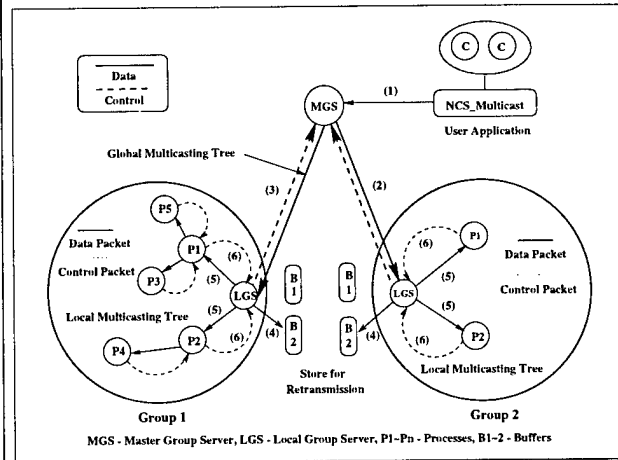 C C
Data
Control
(1)
MGS
NCS_Multicast
User Application
Global Multicasting Tree
(3)
(2)
P5
Data Packet
P1
(6)
Control Packet
P3
(5)
LGS
(5)
Local Multicasting Tree
P4
P2
(6)
(4)
B 1
B 2
B 1
B 2
Store for
Retransmission
P1
(6)
Data Packet
(5)
Control Packet
LGS
(5)
(4)
(6)
P2
Local Multicasting Tree
Group 1
Group 2
MGS - Master Group Server, LGS - Local Group Server, P1~Pn - Processes, B1~2 - Buffers